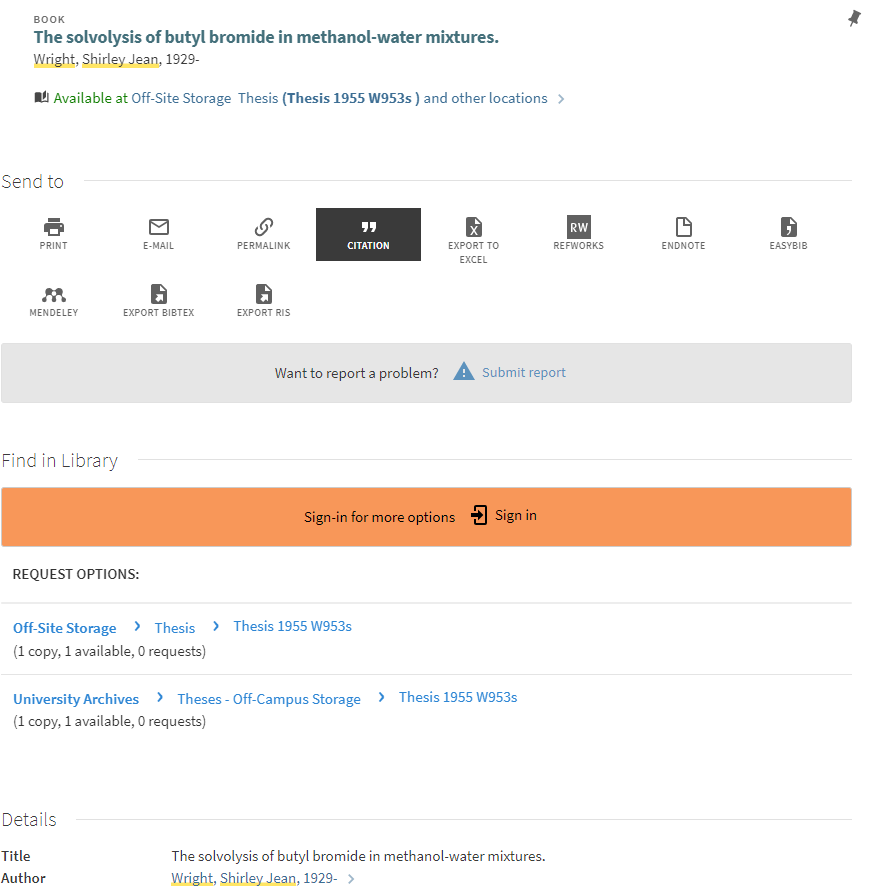 BOOK
The solvolysis of butyl bromide in methanol-water mixtures.
Wright, Shirley Jean, 1929-
Available at Off-Site Storage Thesis (Thesis 1955 W953s ) and other locations
Send to
PRINT
E-MAIL
PERMALINK
CITATION
EXPORT TO
EXCEL
RW
REFWORKS
ENDNOTE
EASYBIB
MENDELEY
EXPORT BIBTEX
EXPORT RIS
Want to report a problem? Submit report
Find in Library
Sign-in for more options Sign in
REQUEST OPTIONS:
Off-Site Storage Thesis Thesis 1955 W953s
(1 copy, 1 available, 0 requests)
University Archives Theses - Off-Campus Storage Thesis 1955 W953s
(1 copy, 1 available, 0 requests)
Details
Title The solvolysis of butyl bromide in methanol-water mixtures.
Author Wright, Shirley Jean, 1929-